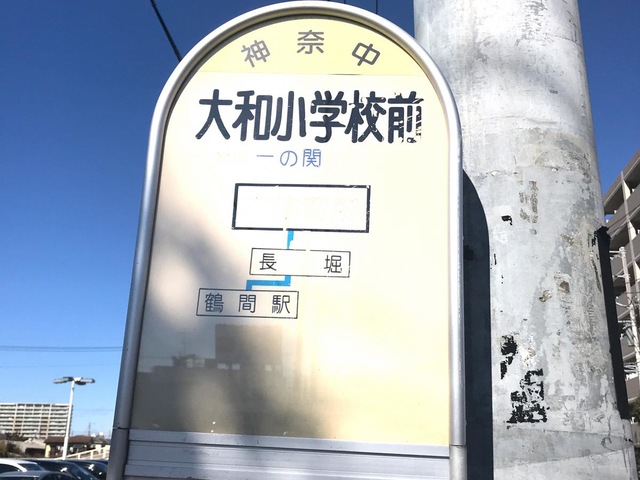 神奈中
大和小学校前
一の関
長堀
鶴間駅